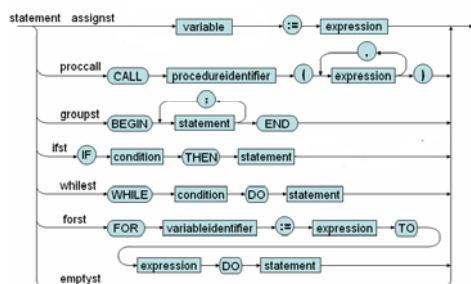 statement assignst variable := expression
,
proccall CALL procedureidentifier ( expression )
:
groupst BEGIN statement END
ifst IF condition THEN statement
whilest WHILE condition DO statement
forst FOR variableidentifier := expression TO
expression DO statement
emptyst